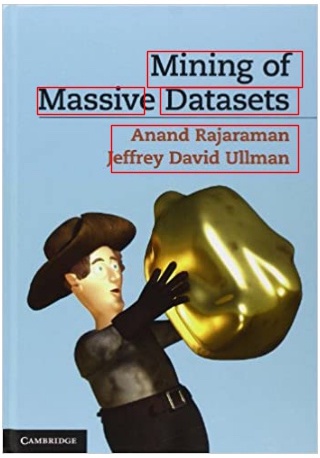 Mining of
Massive Datasets
Anand Rajaraman
Jeffrey David Ullman
CAMBRIDGE